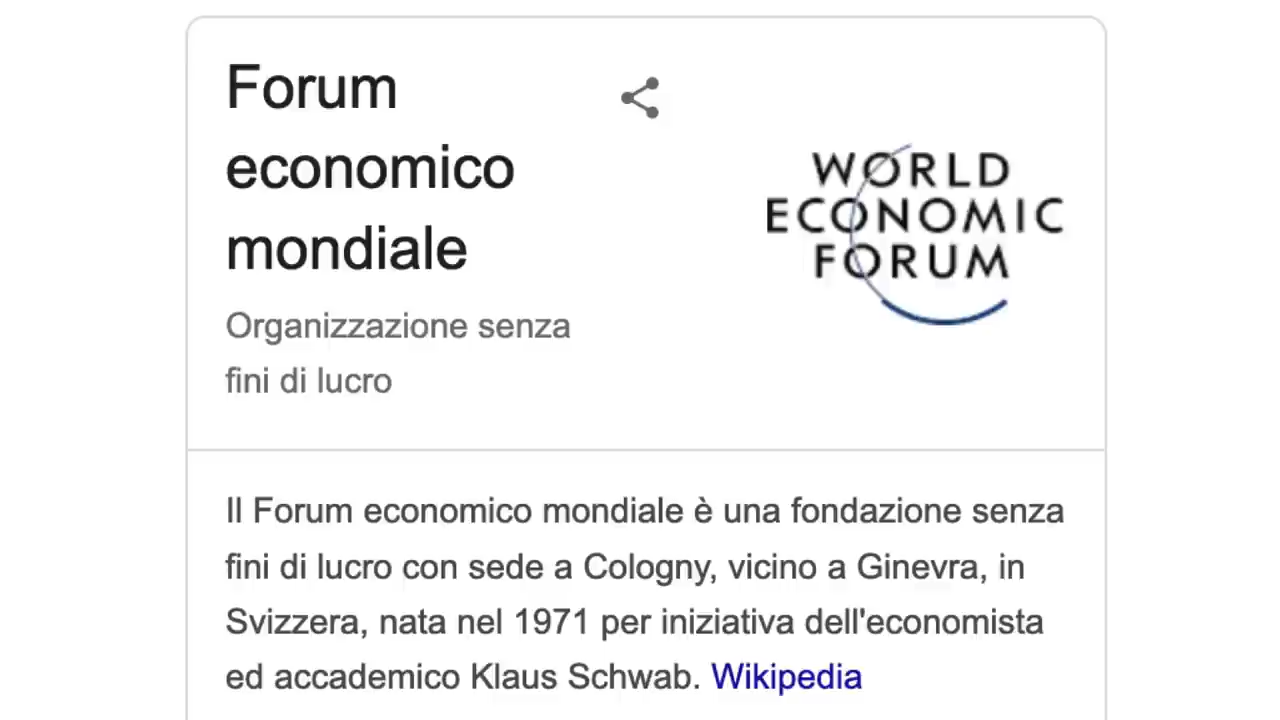 Forum
economico
mondiale
Organizzazione senza
fini di lucro
WORLD
ECONOMIC
FORUM
Il Forum economico mondiale è una fondazione senza
fini di lucro con sede a Cologny, vicino a Ginevra, in
Svizzera, nata nel 1971 per iniziativa dell'economista
ed accademico Klaus Schwab. Wikipedia